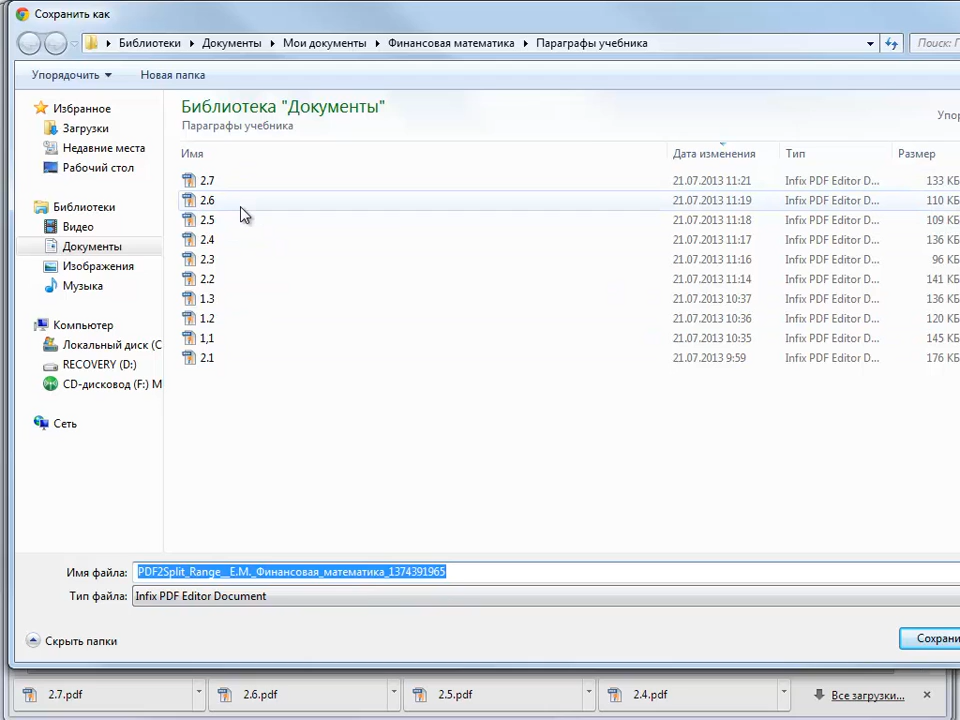 Сохранить как
Библиотеки
Документы
Мои документы
Финансовая математика
Параграфы учебника
Поиск: П
Упорядочить
Новая папка
Избранное
Загрузки
Недавние места
Рабочий стол
Библиотеки
Видео
Документы
Изображения
Музыка
Компьютер
Локальный диск (C
RECOVERY (D:)
CD-дисковод (F:) M
Сеть
Библиотека "Документы"
Параграфы учебника
Упор
Имя Дата изменения Тип Размер
2.7 21.07.2013 11:21 Infix PDF Editor D... 133 КБ
2.6 21.07.2013 11:19 Infix PDF Editor D... 110 КБ
2.5 21.07.2013 11:18 Infix PDF Editor D... 109 КБ
2.4 21.07.2013 11:17 Infix PDF Editor D... 136 КБ
2.3 21.07.2013 11:16 Infix PDF Editor D... 96 КБ
2.2 21.07.2013 11:14 Infix PDF Editor D... 141 КБ
1.3 21.07.2013 10:37 Infix PDF Editor D... 136 КБ
1.2 21.07.2013 10:36 Infix PDF Editor D... 120 КБ
1,1 21.07.2013 10:35 Infix PDF Editor D... 145 КБ
2.1 21.07.2013 9:59 Infix PDF Editor D... 176 КБ
Имя файла: PDF2Split_Range__Е.М._Финансовая_математика_1374391965
Тип файла: Infix PDF Editor Document
Скрыть папки
Сохрани
2.7.pdf
2.6.pdf
2.5.pdf
2.4.pdf
Все загрузки...